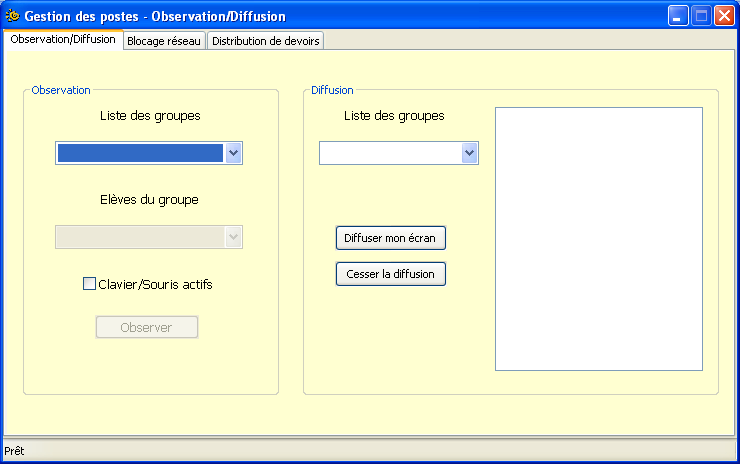 Gestion des postes - Observation/Diffusion
Observation/Diffusion
Blocage réseau
Distribution de devoirs
Observation
Liste des groupes
Elèves du groupe
Clavier/Souris actifs
Observer
Diffusion
Liste des groupes
Diffuser mon écran
Cesser la diffusion
Prêt